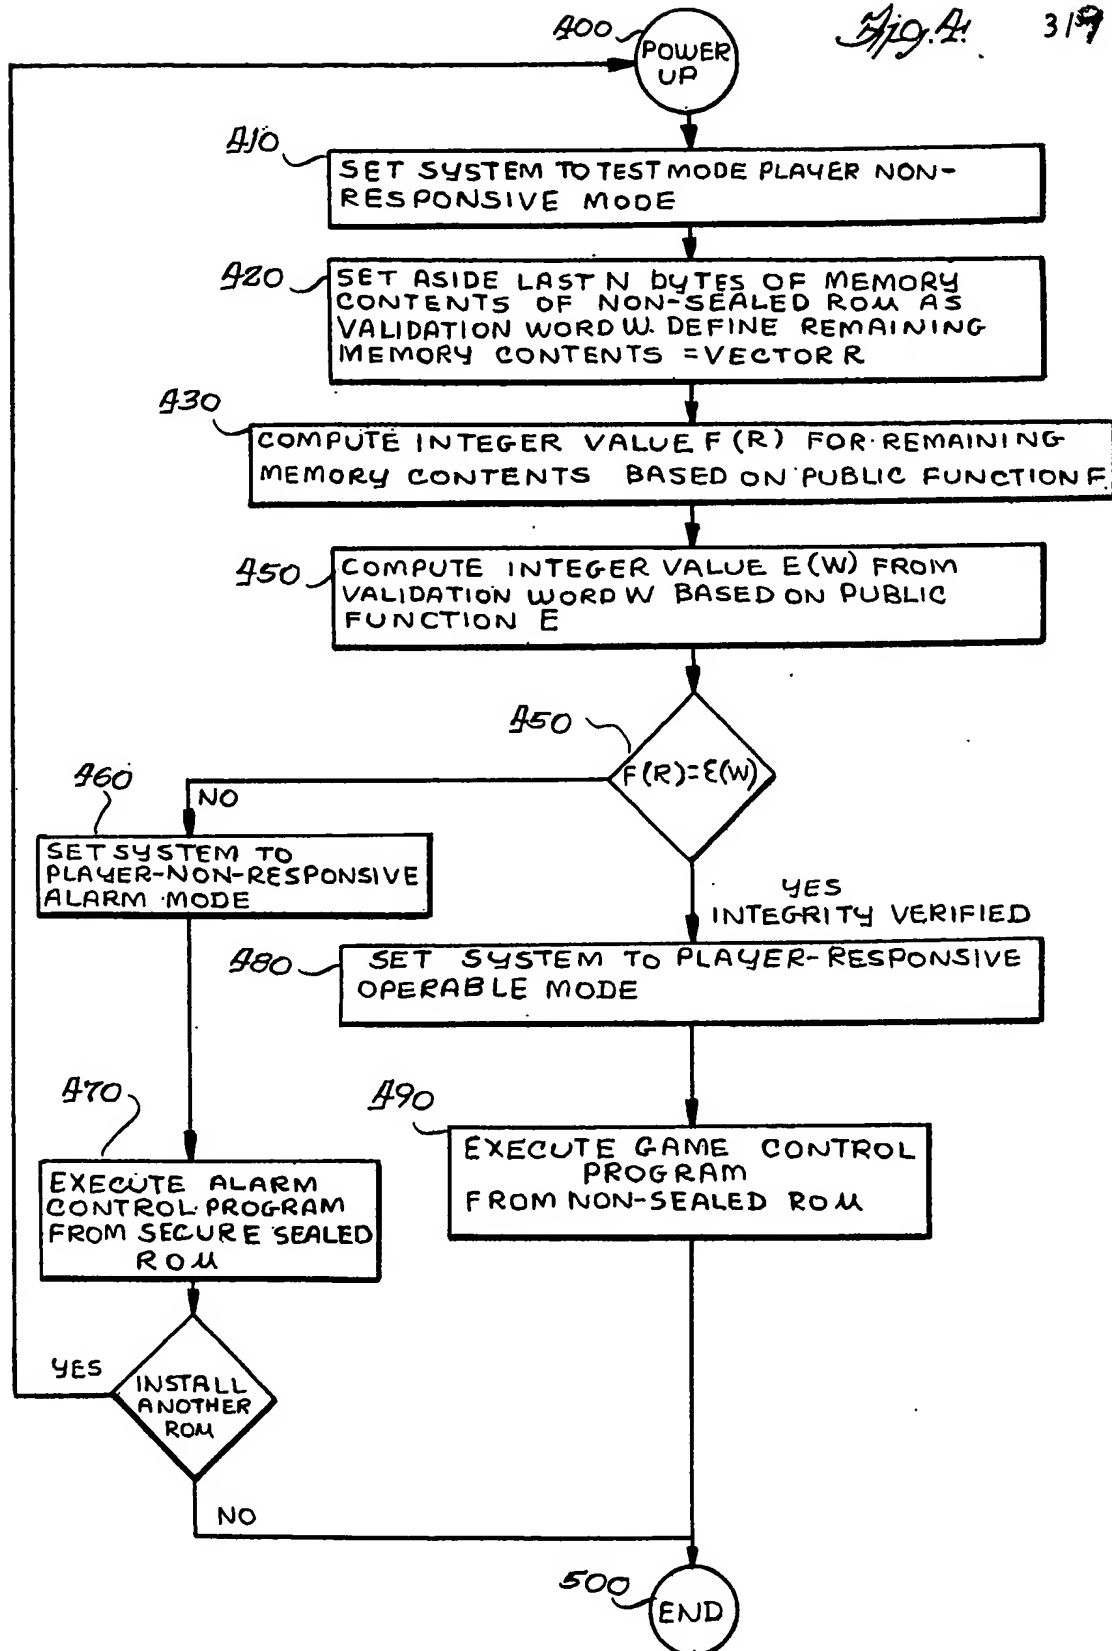 Fig. 4.
400
POWER
UP
410
SET SYSTEM TO TEST MODE PLAYER NON-
RESPONSIVE MODE
420
SET ASIDE LAST N BYTES OF MEMORY
CONTENTS OF NON-SEALED ROM AS
VALIDATION WORD W. DEFINE REMAINING
MEMORY CONTENTS = VECTOR R
430
COMPUTE INTEGER VALUE F(R) FOR REMAINING
MEMORY CONTENTS BASED ON PUBLIC FUNCTION F.
450
COMPUTE INTEGER VALUE E(W) FROM
VALIDATION WORD W BASED ON PUBLIC
FUNCTION E
450
F(R)=E(W)
460
NO
SET SYSTEM TO
PLAYER-NON-RESPONSIVE
ALARM MODE
YES
INTEGRITY VERIFIED
480
SET SYSTEM TO PLAYER-RESPONSIVE
OPERABLE MODE
470
EXECUTE ALARM
CONTROL PROGRAM
FROM SECURE SEALED
ROM
490
EXECUTE GAME CONTROL
PROGRAM
FROM NON-SEALED ROM
YES
INSTALL
ANOTHER
ROM
NO
500
END